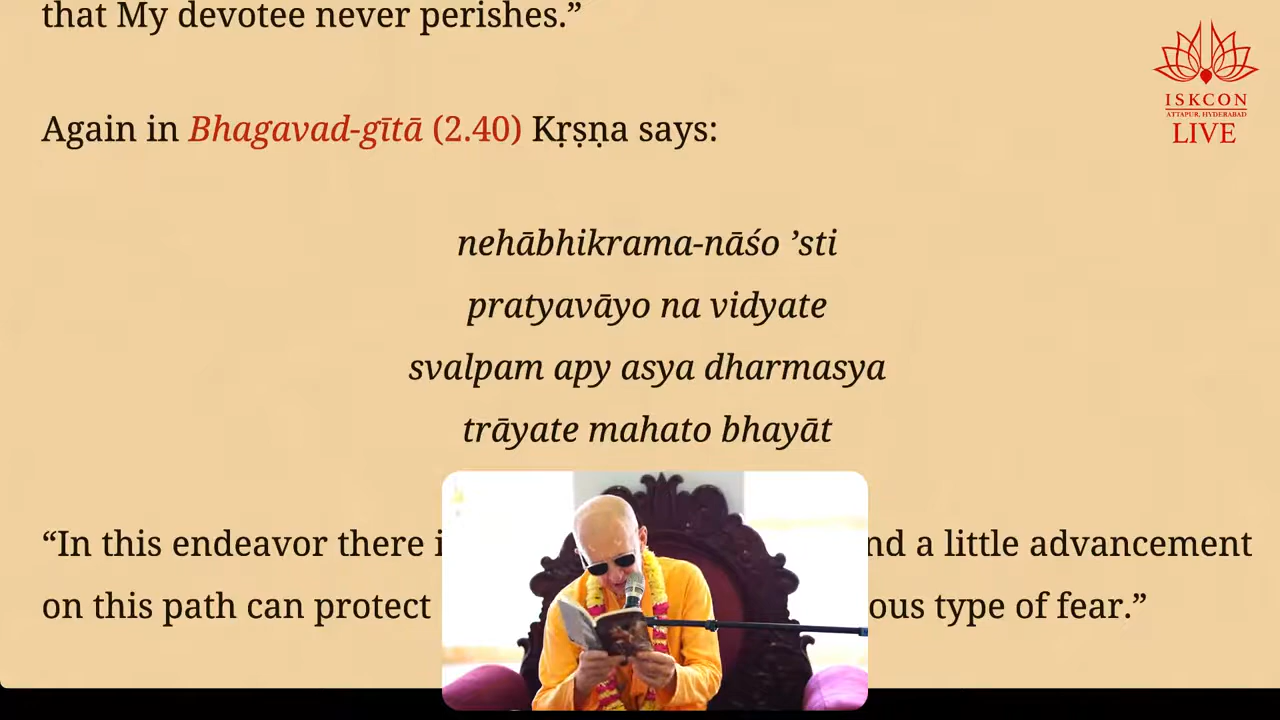 that My devotee never perishes.”
ISKCON
ATTAPUR, HYDERABAD
LIVE
Again in Bhagavad-gītā (2.40) Kṛṣṇa says:
nehābhikrama-nāśo ’sti
pratyavāyo na vidyate
svalpam apy asya dharmasya
trāyate mahato bhayāt
“In this endeavor there a little advancement
on this path can protect type of fear.”